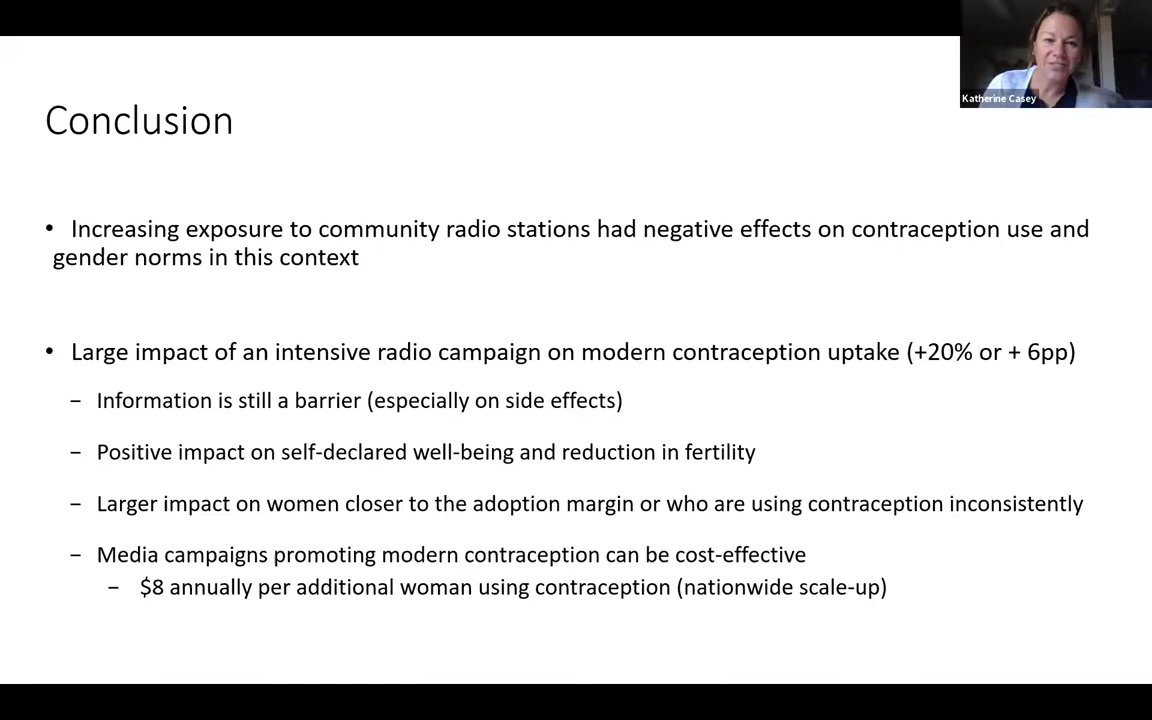 Katherine Casey
Conclusion
• Increasing exposure to community radio stations had negative effects on contraception use and
gender norms in this context
• Large impact of an intensive radio campaign on modern contraception uptake (+20% or + 6pp)
– Information is still a barrier (especially on side effects)
– Positive impact on self-declared well-being and reduction in fertility
– Larger impact on women closer to the adoption margin or who are using contraception inconsistently
– Media campaigns promoting modern contraception can be cost-effective
– $8 annually per additional woman using contraception (nationwide scale-up)